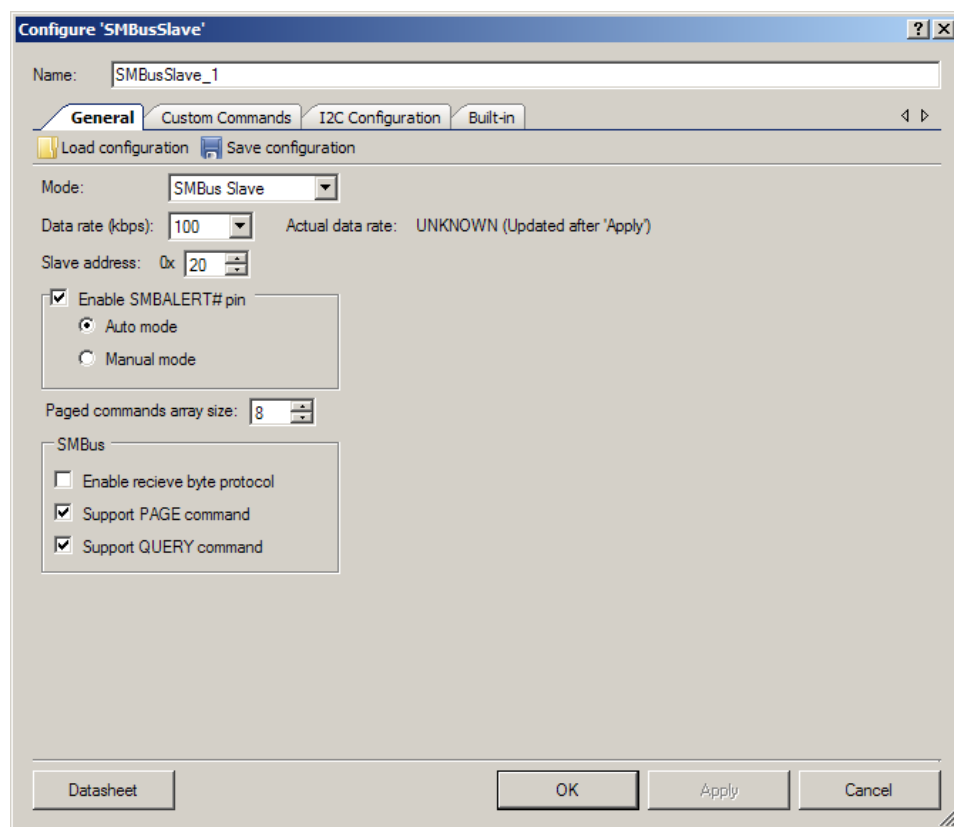 Configure 'SMBusSlave'
Name: SMBusSlave_1
General Custom Commands I2C Configuration Built-in
Load configuration Save configuration
Mode: SMBus Slave
Data rate (kbps): 100 Actual data rate: UNKNOWN (Updated after 'Apply')
Slave address: 0x 20
Enable SMBALERT# pin
Auto mode
Manual mode
Paged commands array size: 8
SMBus
Enable recieve byte protocol
Support PAGE command
Support QUERY command
Datasheet OK Apply Cancel